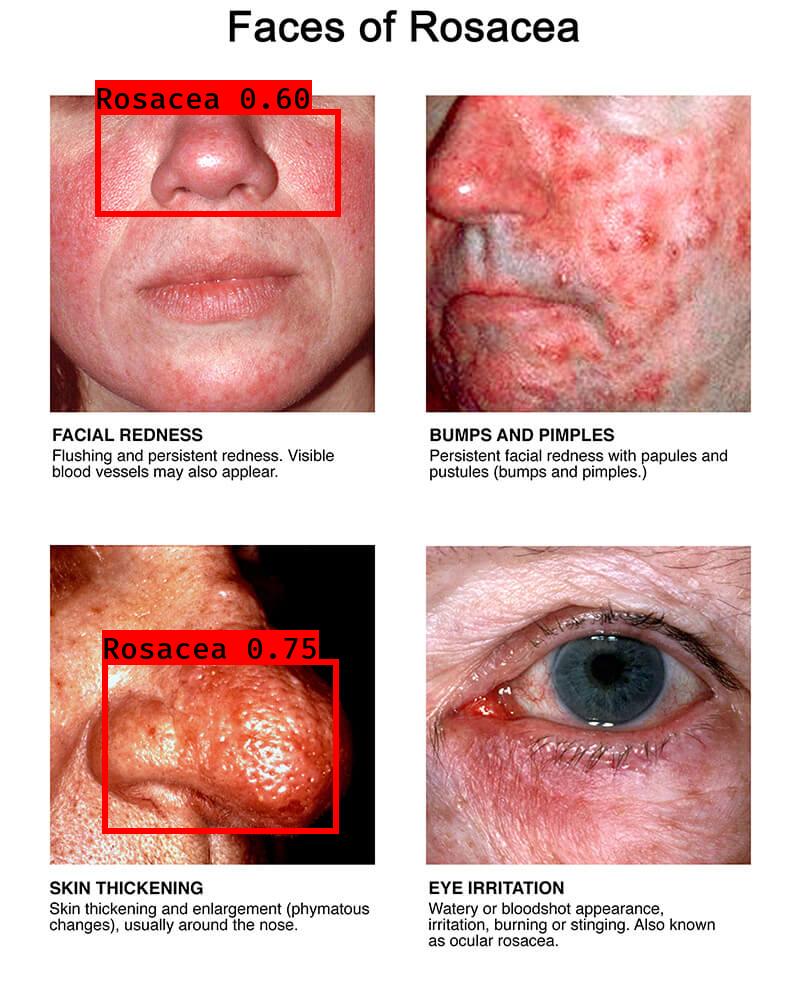 Faces of Rosacea
Rosacea 0.60
FACIAL REDNESS
Flushing and persistent redness. Visible
blood vessels may also applear.
BUMPS AND PIMPLES
Persistent facial redness with papules and
pustules (bumps and pimples.)
Rosacea 0.75
SKIN THICKENING
Skin thickening and enlargement (phymatous
changes), usually around the nose.
EYE IRRITATION
Watery or bloodshot appearance,
irritation, burning or stinging. Also known
as ocular rosacea.